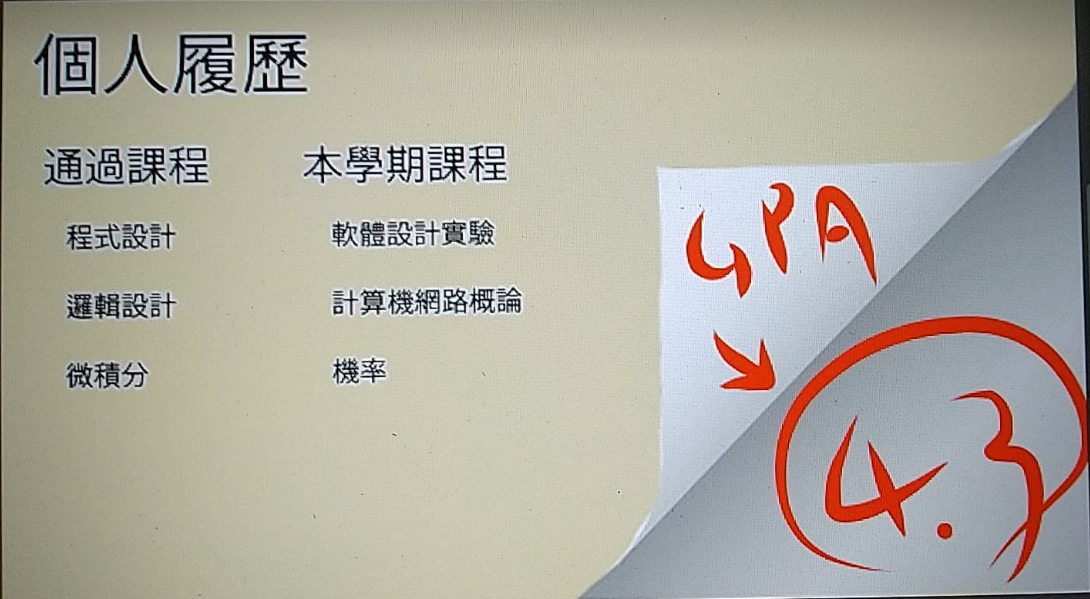 個人履歷
通過課程
程式設計
邏輯設計
微積分
本學期課程
軟體設計實驗
計算機網路概論
機率
GPA
4.3